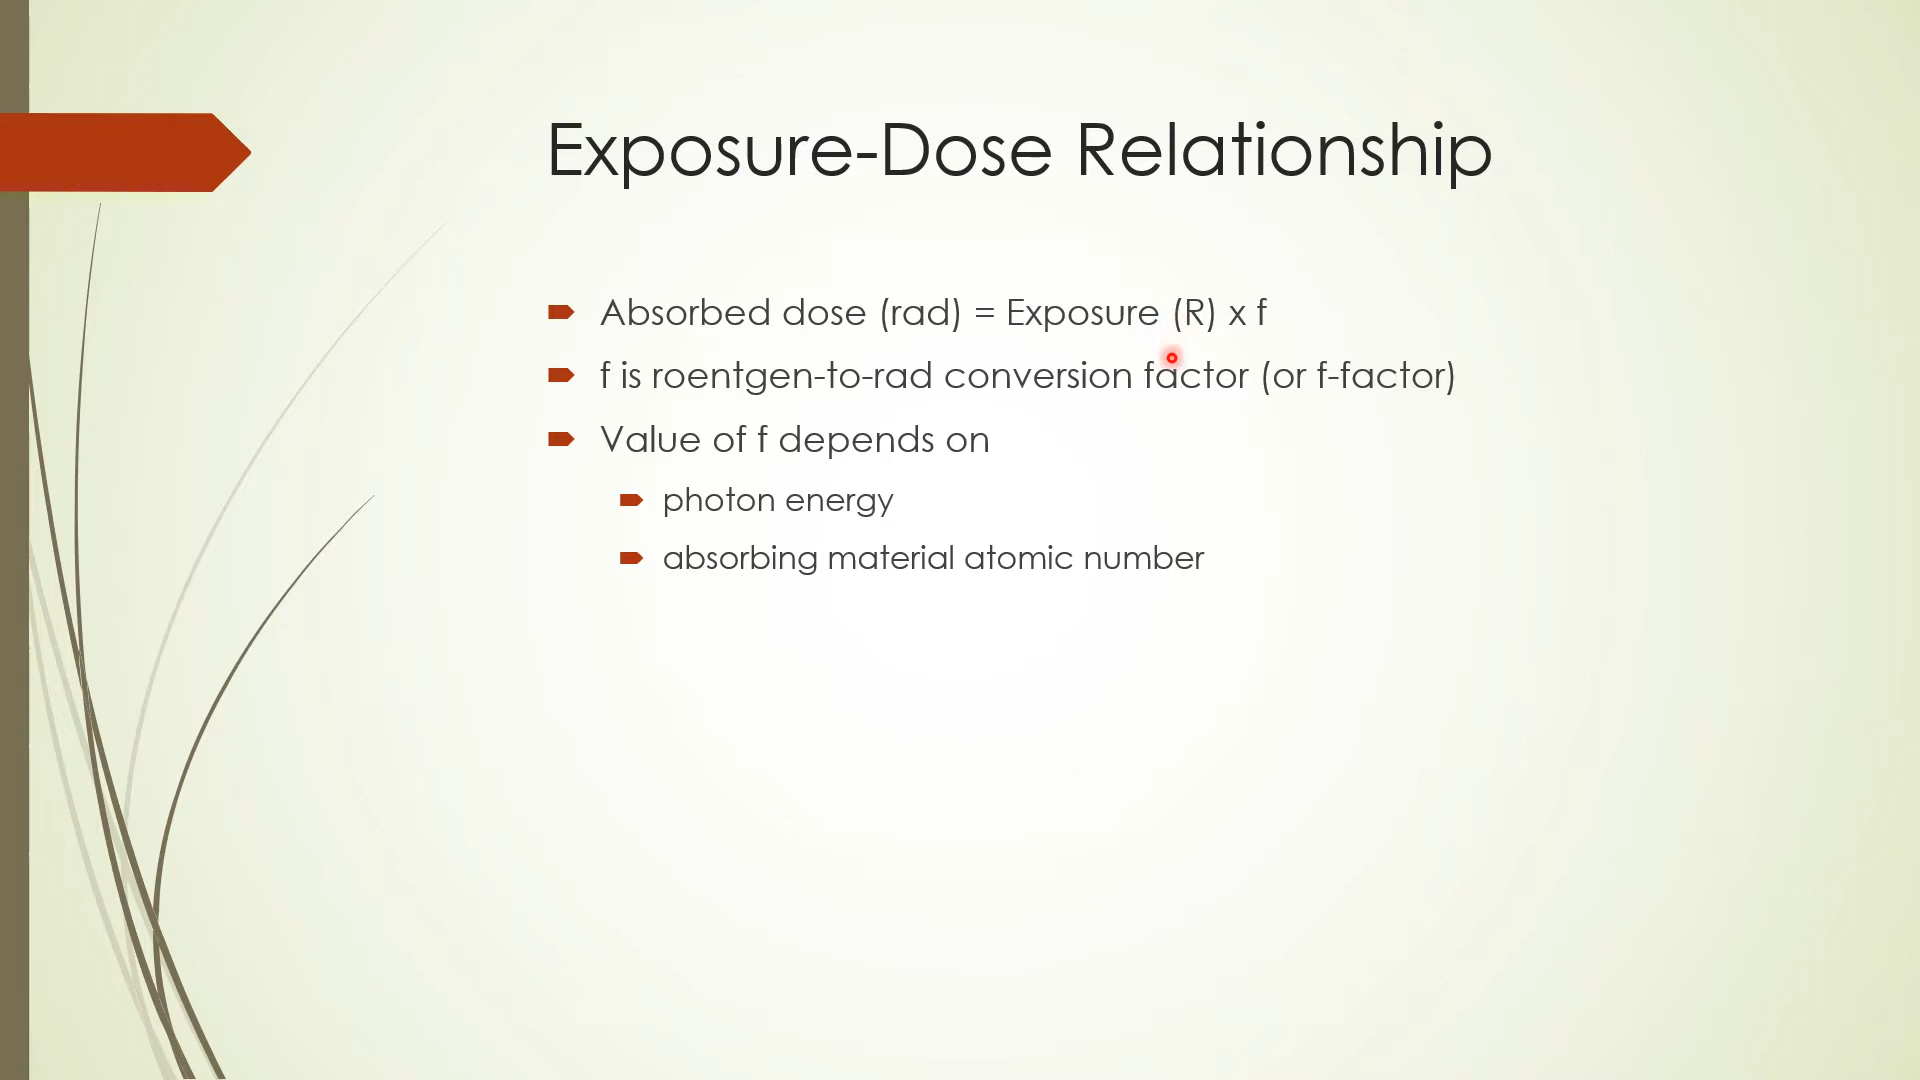 Exposure-Dose Relationship
Absorbed dose (rad) = Exposure (R) x f
f is roentgen-to-rad conversion factor (or f-factor)
Value of f depends on
photon energy
absorbing material atomic number